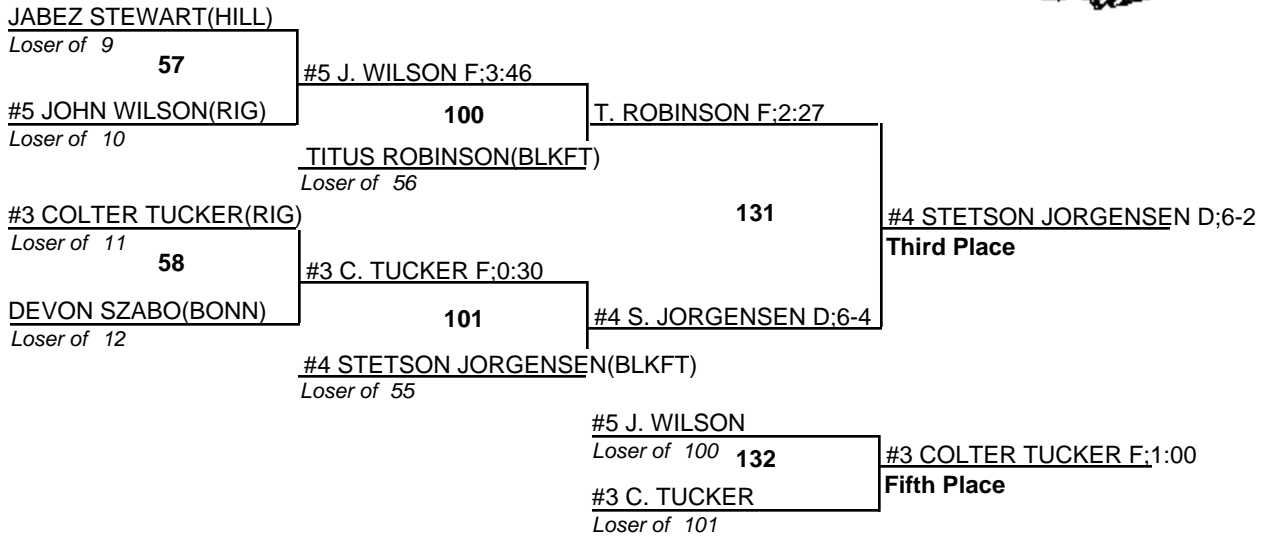 JABEZ STEWART(HILL)
Loser of 9
57
#5 J. WILSON F;3:46
#5 JOHN WILSON(RIG)
Loser of 10
100
T. ROBINSON F;2:27
TITUS ROBINSON(BLKFT)
Loser of 56
#3 COLTER TUCKER(RIG)
Loser of 11
131
#4 STETSON JORGENSEN D;6-2
Third Place
58
#3 C. TUCKER F;0:30
DEVON SZABO(BONN)
Loser of 12
101
#4 S. JORGENSEN D;6-4
#4 STETSON JORGENSEN(BLKFT)
Loser of 55
#5 J. WILSON
Loser of 100
132
#3 COLTER TUCKER F;1:00
Fifth Place
#3 C. TUCKER
Loser of 101